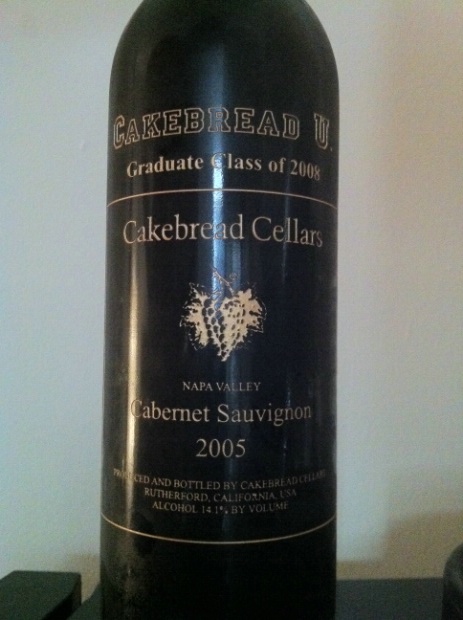 CAKEBREAD U.
Graduate Class of 2008
Cakebread Cellars
NAPA VALLEY
Cabernet Sauvignon
2005
PRODUCED AND BOTTLED BY CAKEBREAD CELLARS
RUTHERFORD, CALIFORNIA, USA
ALCOHOL 14.1% BY VOLUME